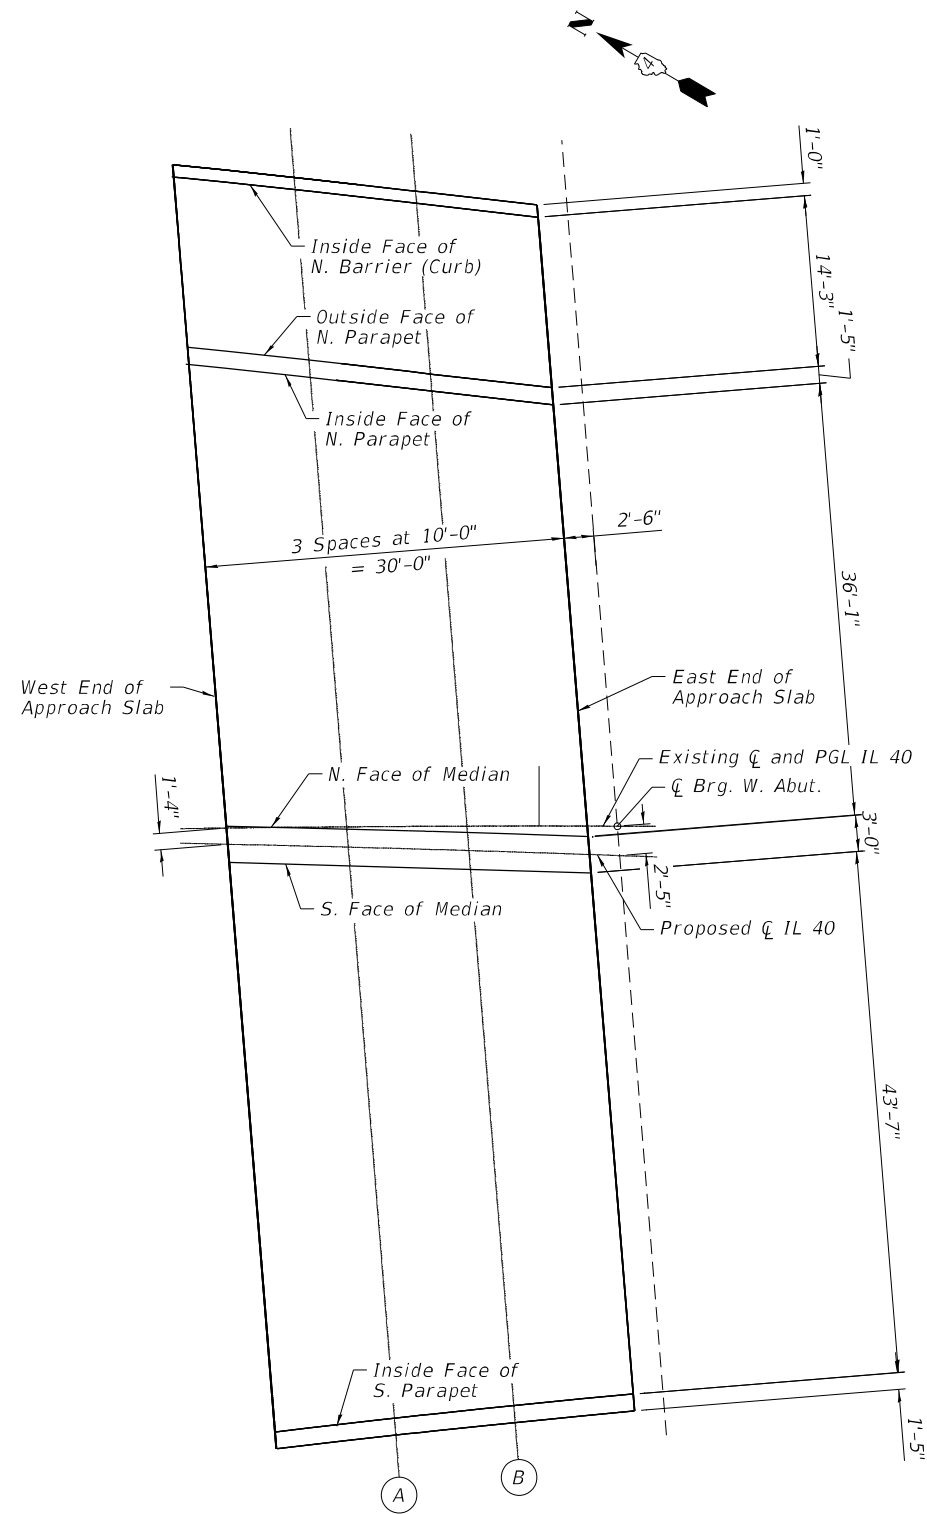 N
4
1'-0"
Inside Face of
N. Barrier (Curb)
14'-3"
Outside Face of
N. Parapet
1'-5"
Inside Face of
N. Parapet
2'-6"
3 Spaces at 10'-0"
= 30'-0"
36'-1"
West End of
Approach Slab
East End of
Approach Slab
Existing ℄ and PGL IL 40
N. Face of Median
℄ Brg. W. Abut.
1'-4"
3'-0"
2'-5"
S. Face of Median
Proposed ℄ IL 40
43'-7"
Inside Face of
S. Parapet
1'-5"
A
B